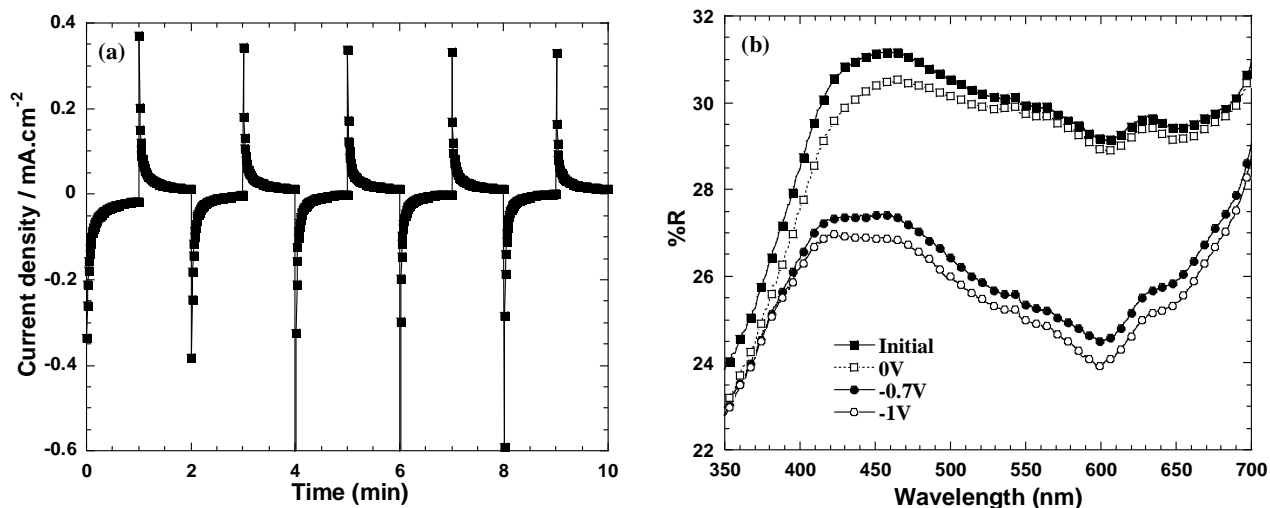 (a)
Current density / mA.cm⁻²
0.4
0.2
0
-0.2
-0.4
-0.6
0 2 4 6 8 10
Time (min)
(b)
%R
32
30
28
26
24
22
Initial
0V
-0.7V
-1V
350 400 450 500 550 600 650 700
Wavelength (nm)